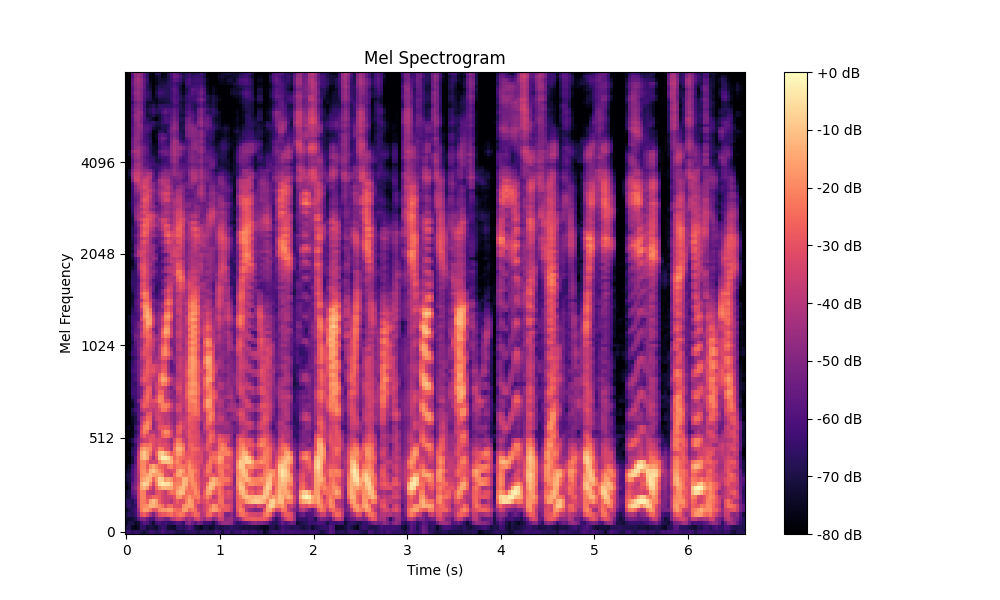 Mel Spectrogram
+0 dB
-10 dB
-20 dB
-30 dB
-40 dB
-50 dB
-60 dB
-70 dB
-80 dB
4096
2048
1024
512
0
Mel Frequency
0 1 2 3 4 5 6
Time (s)